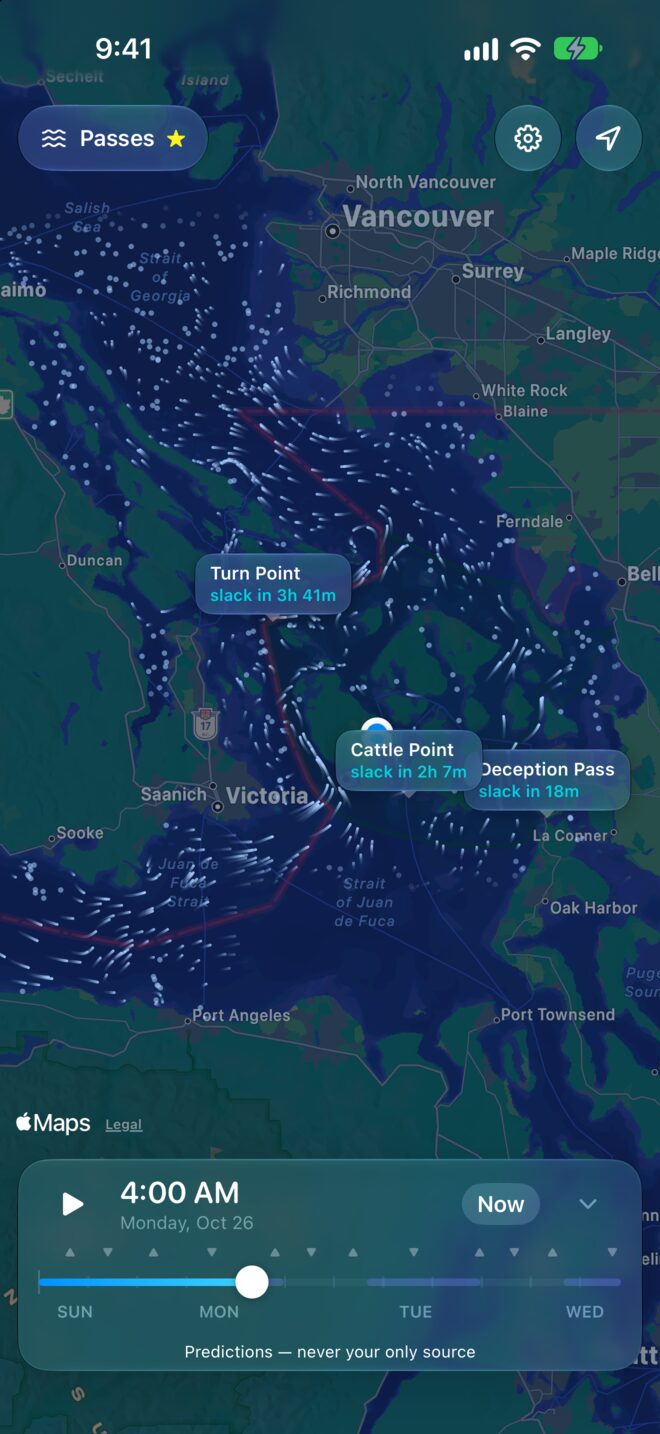 9:41
Sechelt
Island
Passes
North Vancouver
Vancouver
Salish
Sea
Maple Ridge
Strait
of
Georgia
Surrey
aimo
Richmond
Langley
White Rock
Blaine
Ferndale
Duncan
Turn Point
slack in 3h 41m
Bell
17
Cattle Point
slack in 2h 7m
Deception Pass
slack in 18m
Saanich
Victoria
Sooke
La Conner
Juan de
Fuca
Strait
Strait
of Juan
de Fuca
Oak Harbor
Puge
Soun
Port Angeles
Port Townsend
Maps
Legal
4:00 AM
Monday, Oct 26
Now
SUN
MON
TUE
WED
Predictions — never your only source